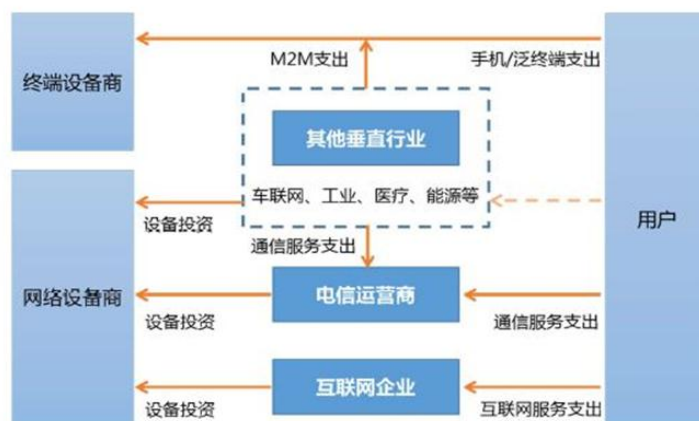 M2M支出
手机/泛终端支出
终端设备商
其他垂直行业
车联网、工业、医疗、能源等
设备投资
通信服务支出
用户
网络设备商
电信运营商
设备投资
通信服务支出
互联网企业
设备投资
互联网服务支出